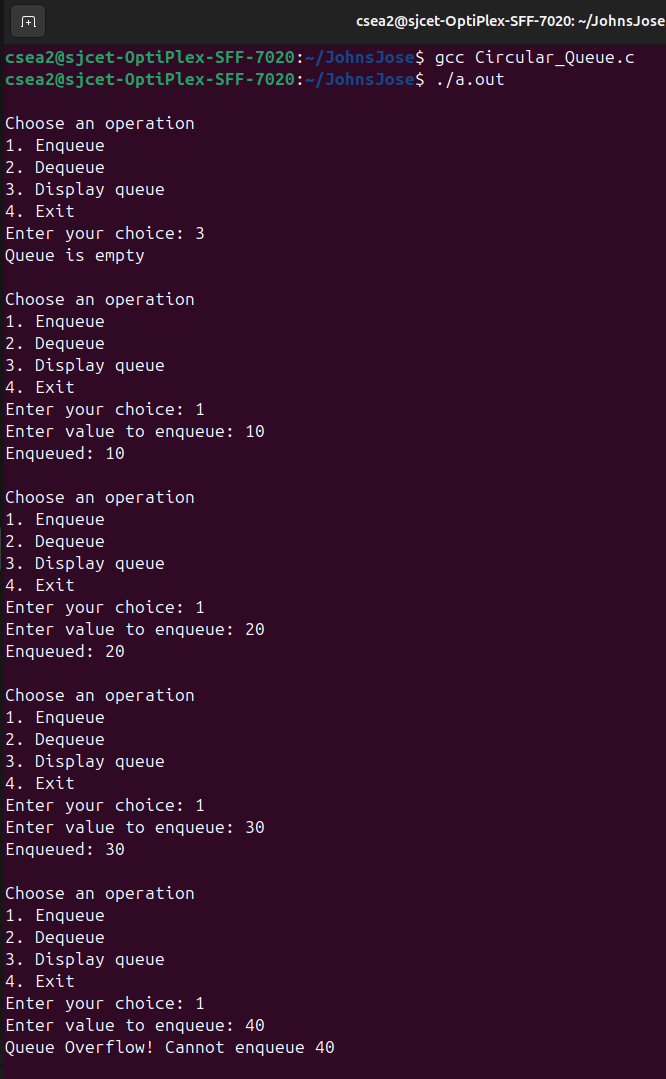 csea2@sjcet-OptiPlex-SFF-7020: ~/JohnsJose
csea2@sjcet-OptiPlex-SFF-7020:~/JohnsJose$ gcc Circular_Queue.c
csea2@sjcet-OptiPlex-SFF-7020:~/JohnsJose$ ./a.out
Choose an operation
1. Enqueue
2. Dequeue
3. Display queue
4. Exit
Enter your choice: 3
Queue is empty
Choose an operation
1. Enqueue
2. Dequeue
3. Display queue
4. Exit
Enter your choice: 1
Enter value to enqueue: 10
Enqueued: 10
Choose an operation
1. Enqueue
2. Dequeue
3. Display queue
4. Exit
Enter your choice: 1
Enter value to enqueue: 20
Enqueued: 20
Choose an operation
1. Enqueue
2. Dequeue
3. Display queue
4. Exit
Enter your choice: 1
Enter value to enqueue: 30
Enqueued: 30
Choose an operation
1. Enqueue
2. Dequeue
3. Display queue
4. Exit
Enter your choice: 1
Enter value to enqueue: 40
Queue Overflow! Cannot enqueue 40